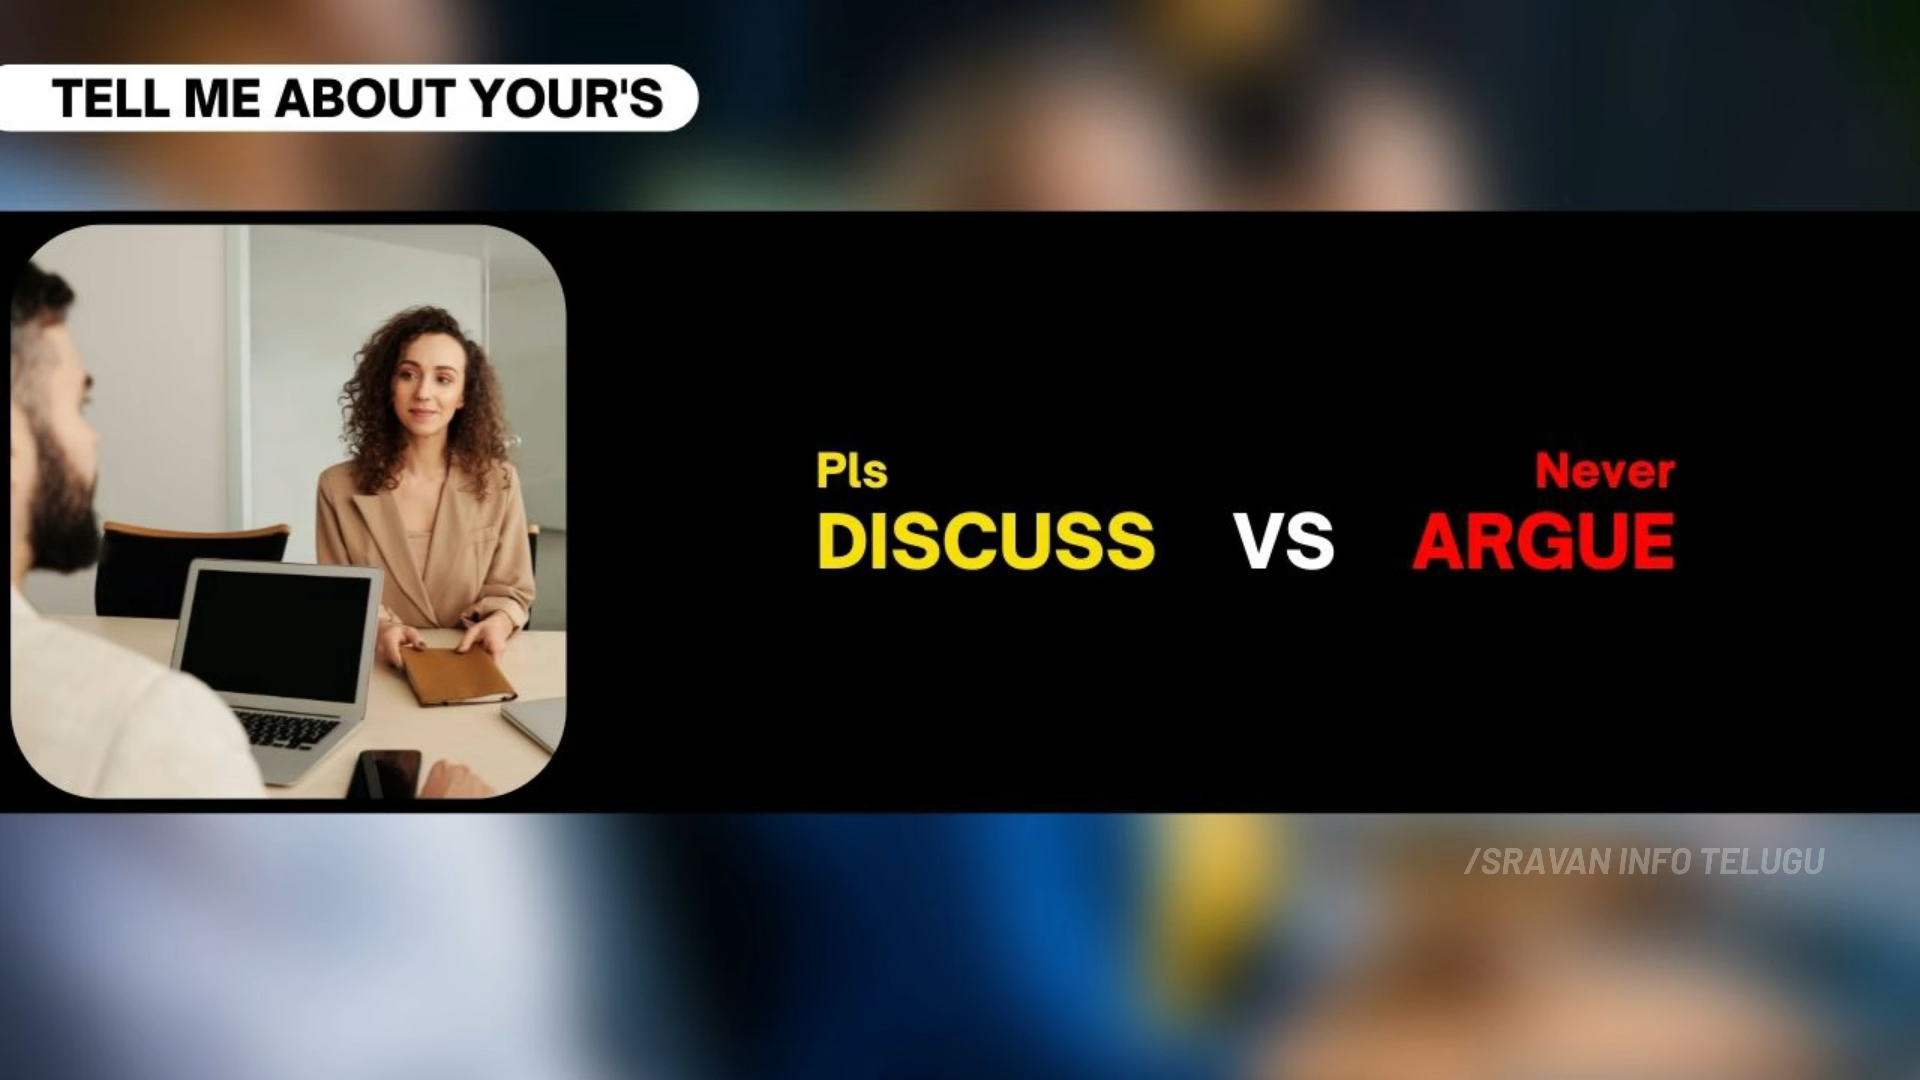 TELL ME ABOUT YOUR'S
Pls Never
DISCUSS VS ARGUE
/SRAVAN INFO TELUGU